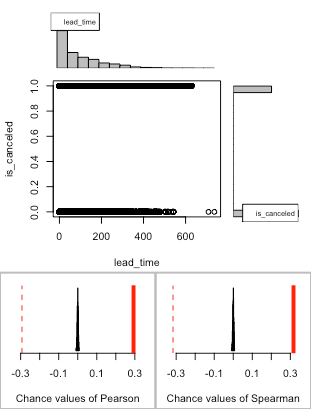 lead_time
is_canceled
1.0
0.8
0.6
0.4
0.2
0.0
0 200 400 600
lead_time
is_canceled
-0.3 -0.1 0.1 0.3
Chance values of Pearson
-0.3 -0.1 0.1 0.3
Chance values of Spearman